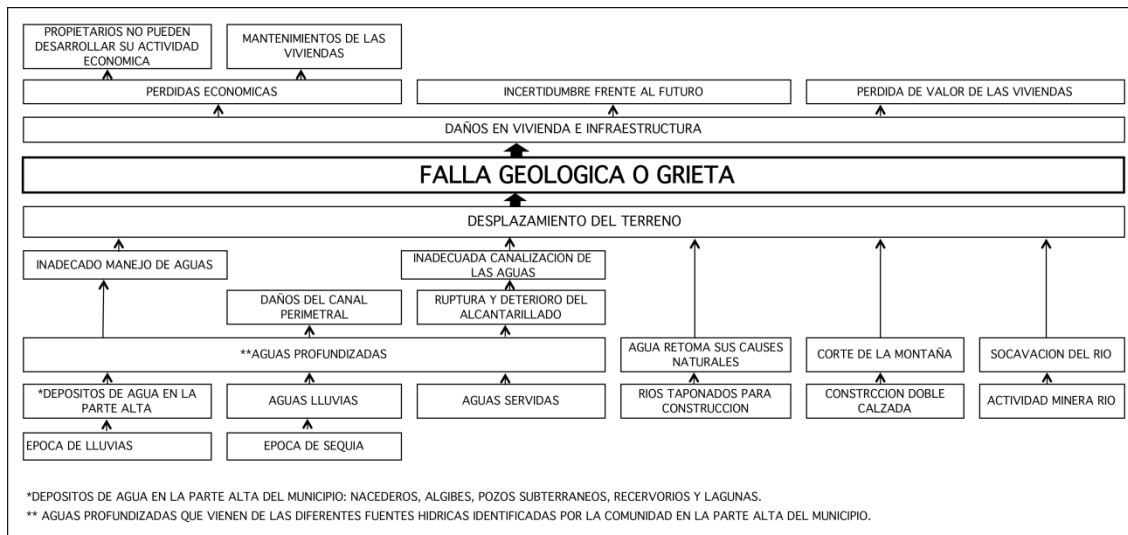 PROPIETARIOS NO PUEDEN
DESARROLLAR SU ACTIVIDAD
ECONOMICA
MANTENIMIENTOS DE LAS
VIVIENDAS
PERDIDAS ECONOMICAS
INCERTIDUMBRE FRENTE AL FUTURO
PERDIDA DE VALOR DE LAS VIVIENDAS
DAÑOS EN VIVIENDA E INFRAESTRUCTURA
FALLA GEOLOGICA O GRIETA
DESPLAZAMIENTO DEL TERRENO
INADECADO MANEJO DE AGUAS
INADECUADA CANALIZACION DE
LAS AGUAS
DAÑOS DEL CANAL
PERIMETRAL
RUPTURA Y DETERIORO DEL
ALCANTARILLADO
**AGUAS PROFUNDIZADAS
AGUA RETOMA SUS CAUSES
NATURALES
CORTE DE LA MONTAÑA
SOCAVACION DEL RIO
*DEPOSITOS DE AGUA EN LA
PARTE ALTA
AGUAS LLUVIAS
AGUAS SERVIDAS
RIOS TAPONADOS PARA
CONSTRUCCION
CONSTRCCION DOBLE
CALZADA
ACTIVIDAD MINERA RIO
EPOCA DE LLUVIAS
EPOCA DE SEQUIA
*DEPOSITOS DE AGUA EN LA PARTE ALTA DEL MUNICIPIO: NACEDEROS, ALGIBES, POZOS SUBTERRANEOS, RECERVORIOS Y LAGUNAS.
** AGUAS PROFUNDIZADAS QUE VIENEN DE LAS DIFERENTES FUENTES HIDRICAS IDENTIFICADAS POR LA COMUNIDAD EN LA PARTE ALTA DEL MUNICIPIO.